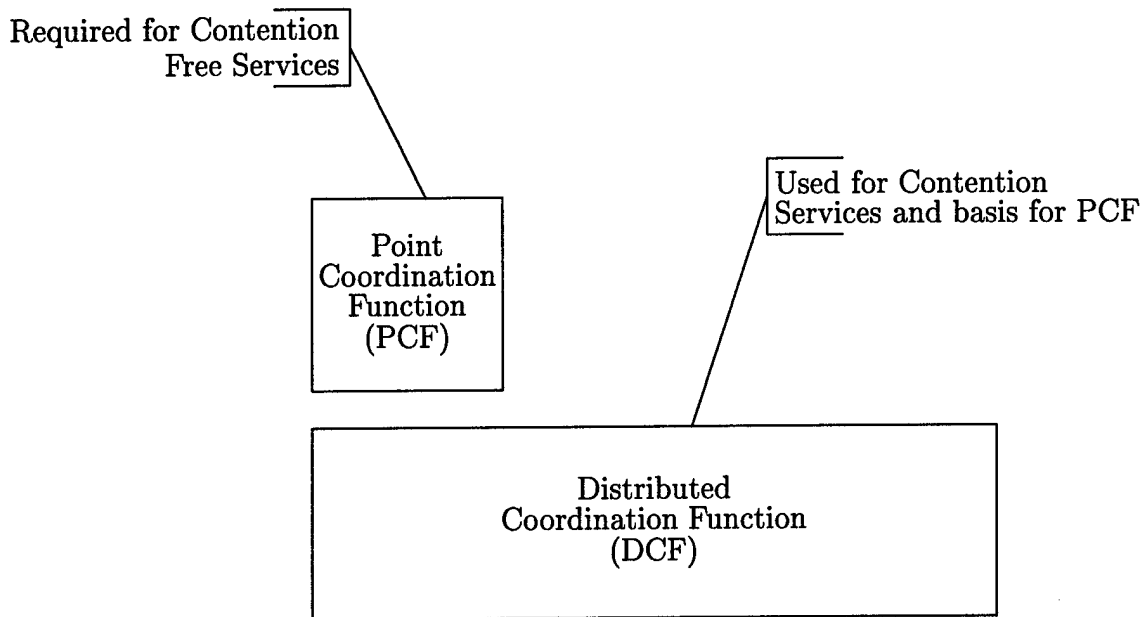 Required for Contention
Free Services
Used for Contention
Services and basis for PCF
Point
Coordination
Function
(PCF)
Distributed
Coordination Function
(DCF)